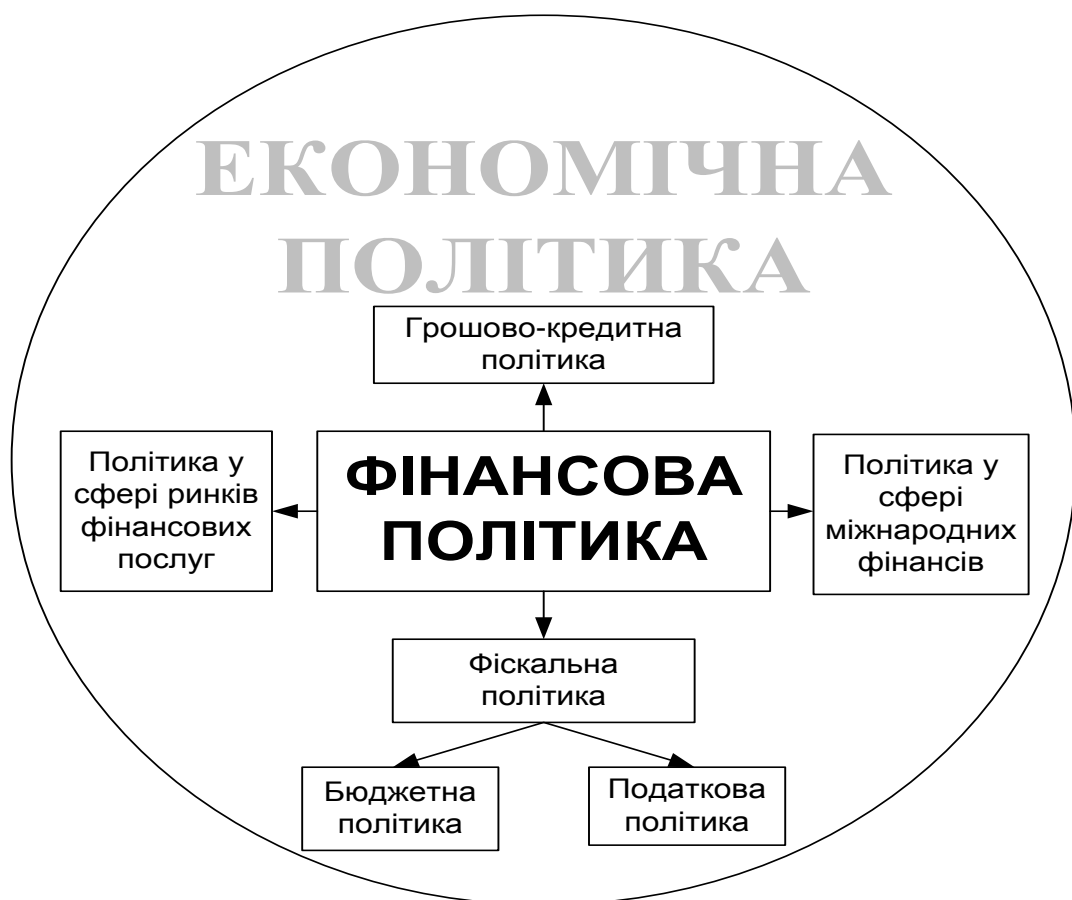 ЕКОНОМІЧНА
ПОЛІТИКА
Грошово-кредитна
політика
Політика у
сфері ринків
фінансових
послуг
ФІНАНСОВА
ПОЛІТИКА
Політика у
сфері
міжнародних
фінансів
Фіскальна
політика
Бюджетна
політика
Податкова
політика